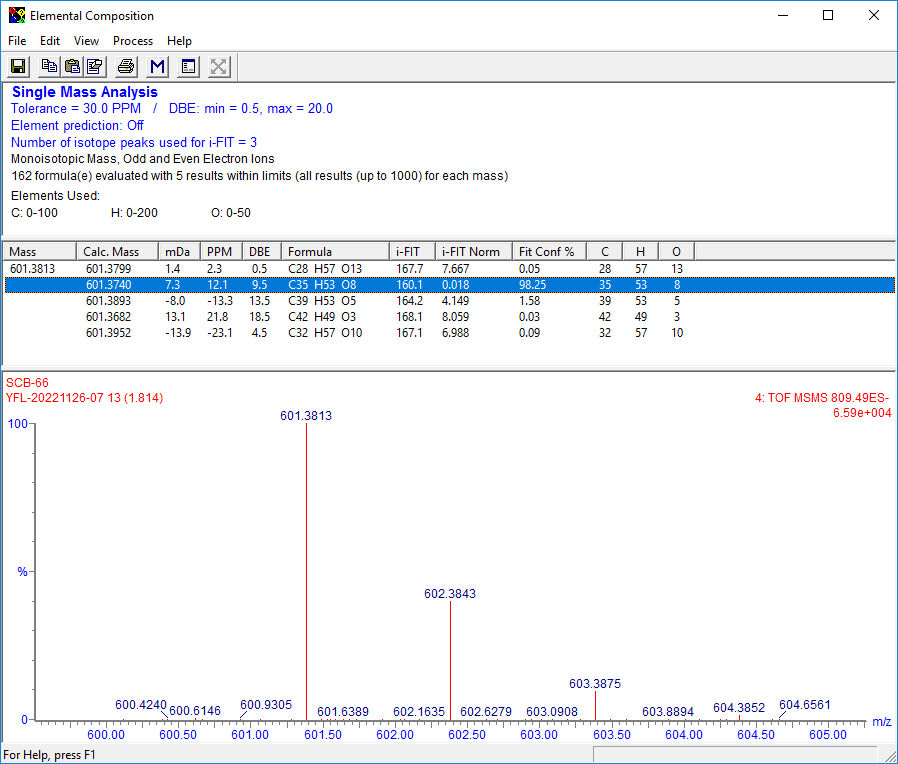 Elemental Composition
File Edit View Process Help
M
Single Mass Analysis
Tolerance = 30.0 PPM / DBE: min = 0.5, max = 20.0
Element prediction: Off
Number of isotope peaks used for i-FIT = 3
Monoisotopic Mass, Odd and Even Electron Ions
162 formula(e) evaluated with 5 results within limits (all results (up to 1000) for each mass)
Elements Used:
C: 0-100 H: 0-200 O: 0-50
Mass Calc. Mass mDa PPM DBE Formula i-FIT i-FIT Norm Fit Conf % C H O
601.3813 601.3799 1.4 2.3 0.5 C28 H57 O13 167.7 7.667 0.05 28 57 13
601.3740 7.3 12.1 9.5 C35 H53 O8 160.1 0.018 98.25 35 53 8
601.3893 -8.0 -13.3 13.5 C39 H53 O5 164.2 4.149 1.58 39 53 5
601.3682 13.1 21.8 18.5 C42 H49 O3 168.1 8.059 0.03 42 49 3
601.3952 -13.9 -23.1 4.5 C32 H57 O10 167.1 6.988 0.09 32 57 10
SCB-66
YFL-20221126-07 13 (1.814) 4: TOF MSMS 809.49ES-
6.59e+004
601.3813
100
%
602.3843
603.3875
600.4240 600.6146 600.9305 601.6389 602.1635 602.6279 603.0908 603.8894 604.3852 604.6561
0
m/z
600.00 600.50 601.00 601.50 602.00 602.50 603.00 603.50 604.00 604.50 605.00
For Help, press F1